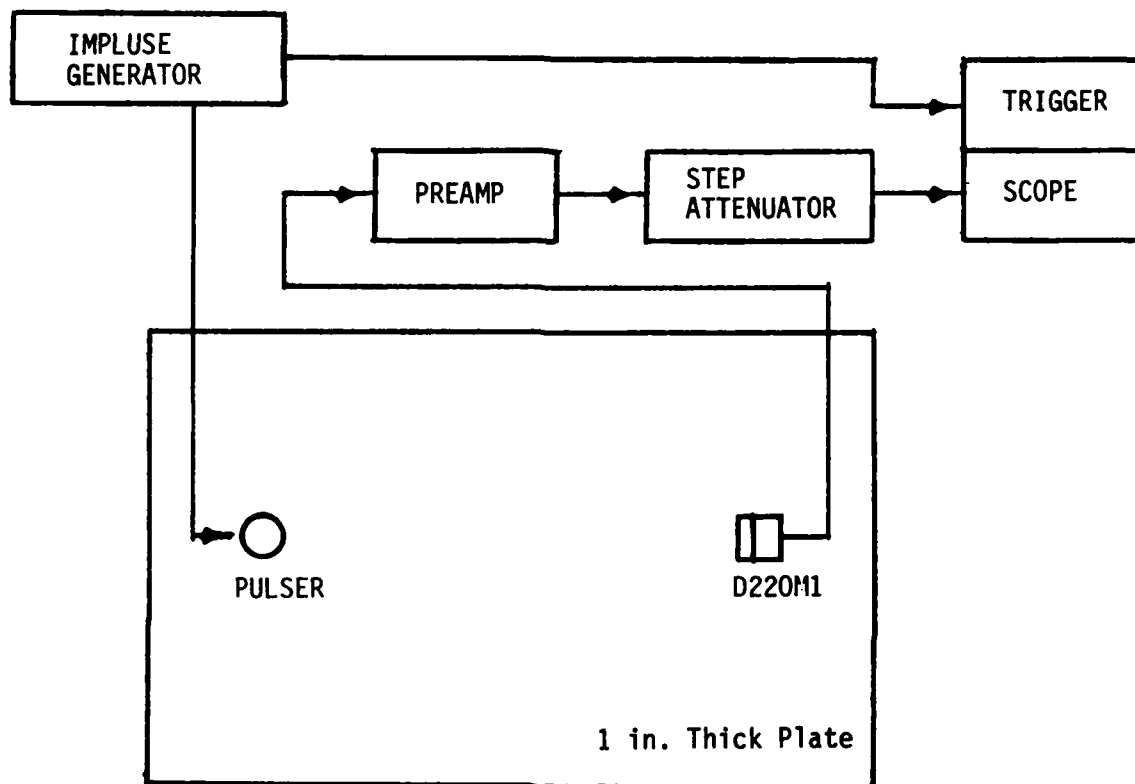 IMPLUSE
GENERATOR
TRIGGER
PREAMP
STEP
ATTENUATOR
SCOPE
PULSER
D220M1
1 in. Thick Plate